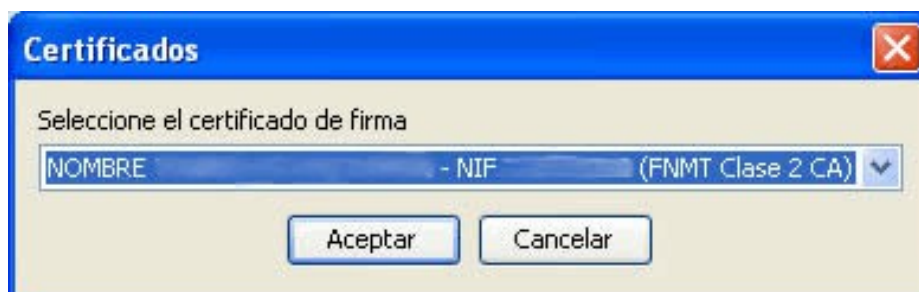 Certificados
Seleccione el certificado de firma
NOMBRE - NIF (FNMT Clase 2 CA)
Aceptar Cancelar